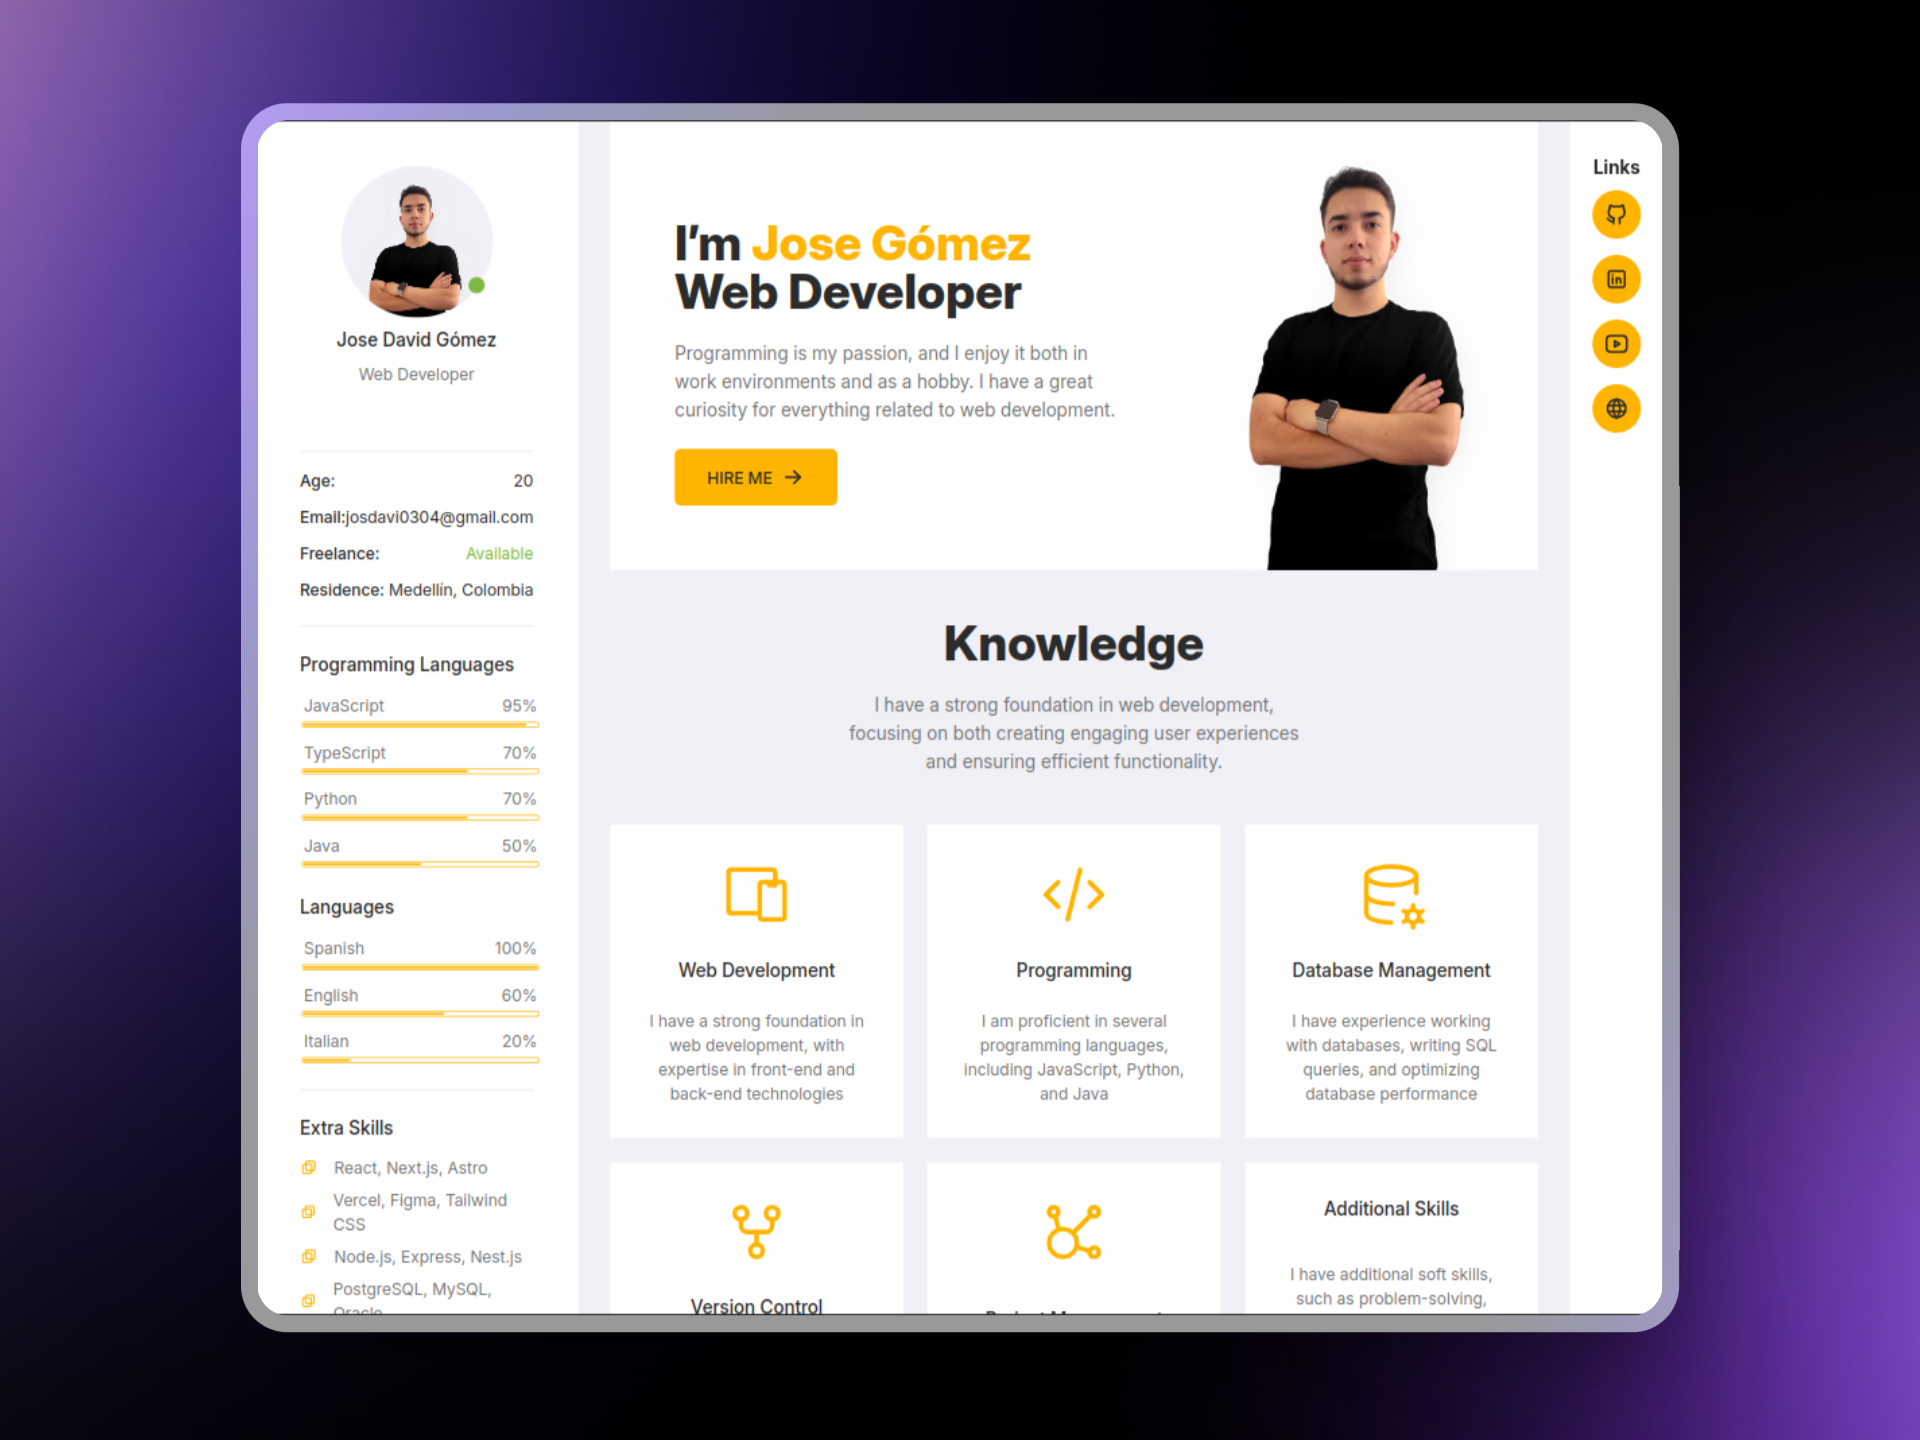 Jose David Gómez
Web Developer
Age: 20
Email:josdavi0304@gmail.com
Freelance: Available
Residence: Medellín, Colombia
Programming Languages
JavaScript 95%
TypeScript 70%
Python 70%
Java 50%
Languages
Spanish 100%
English 60%
Italian 20%
Extra Skills
React, Next.js, Astro
Vercel, Figma, Tailwind
CSS
Node.js, Express, Nest.js
PostgreSQL, MySQL,
Oracle
I'm Jose Gómez
Web Developer
Programming is my passion, and I enjoy it both in
work environments and as a hobby. I have a great
curiosity for everything related to web development.
HIRE ME
Knowledge
I have a strong foundation in web development,
focusing on both creating engaging user experiences
and ensuring efficient functionality.
Web Development
I have a strong foundation in
web development, with
expertise in front-end and
back-end technologies
Programming
I am proficient in several
programming languages,
including JavaScript, Python,
and Java
Database Management
I have experience working
with databases, writing SQL
queries, and optimizing
database performance
Version Control
Additional Skills
I have additional soft skills,
such as problem-solving,
Links
in